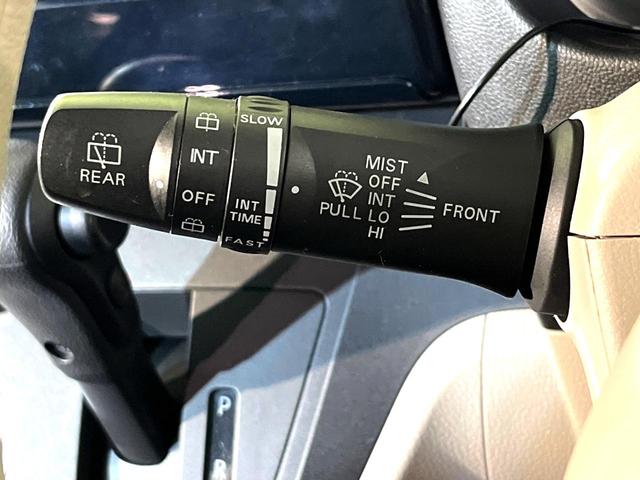 REAR
INT
OFF
SLOW
INT
TIME
FAST
PULL
MIST
OFF
INT
LO
HI
FRONT
P
R